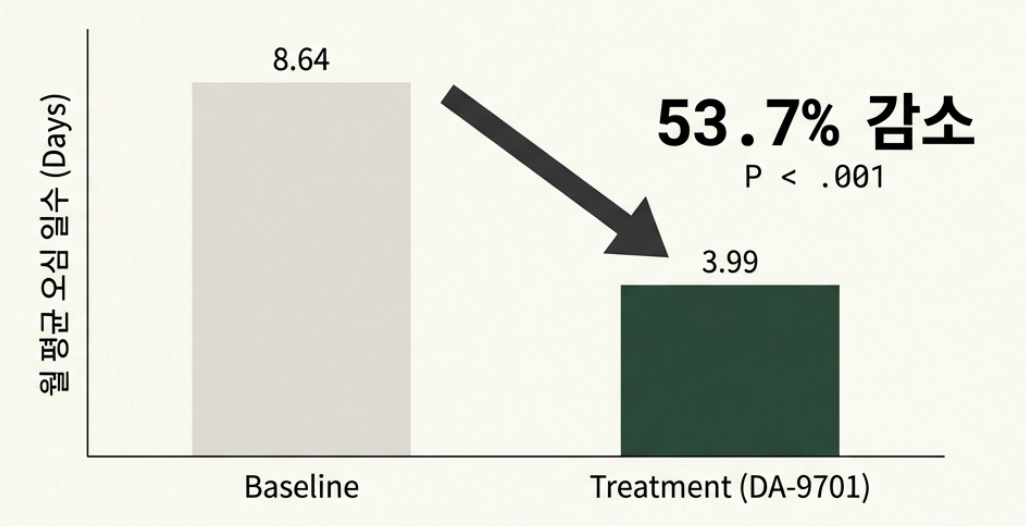 월 평균 오심 일수 (Days)
8.64
53.7% 감소
P < .001
3.99
Baseline
Treatment (DA-9701)